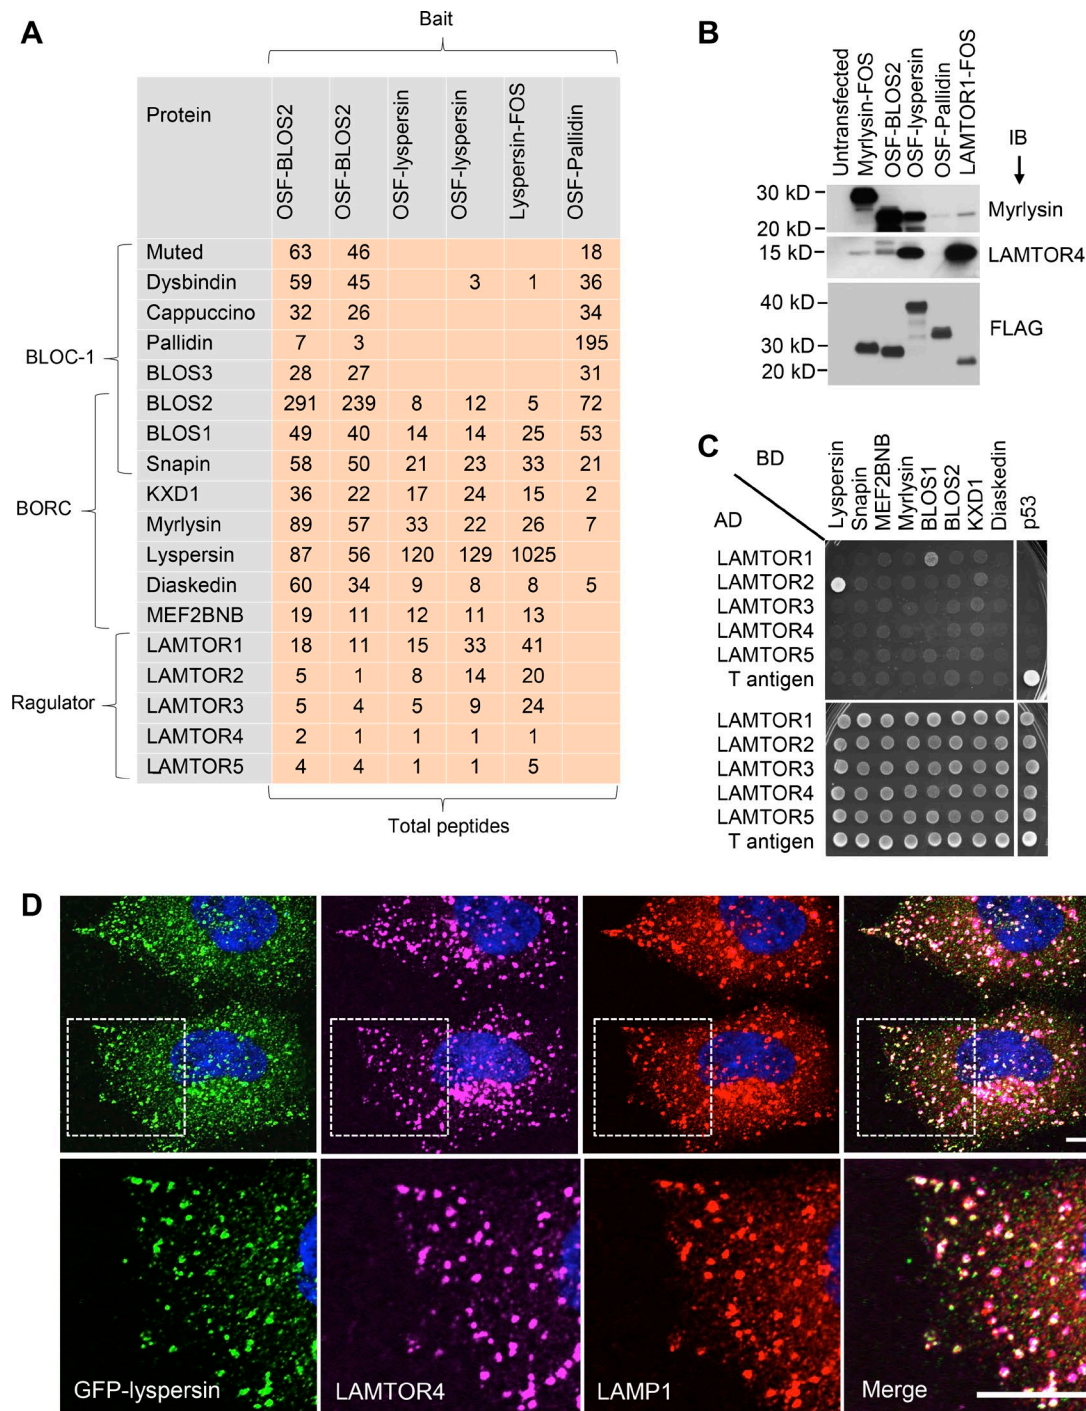 A
Bait
Protein
OSF-BLOS2
OSF-BLOS2
OSF-lyspersin
OSF-lyspersin
Lyspersin-FOS
OSF-Pallidin
Muted 63 46 18
Dysbindin 59 45 3 1 36
Cappuccino 32 26 34
Pallidin 7 3 195
BLOS3 28 27 31
BLOS2 291 239 8 12 5 72
BLOS1 49 40 14 14 25 53
Snapin 58 50 21 23 33 21
KXD1 36 22 17 24 15 2
Myrlysin 89 57 33 22 26 7
Lyspersin 87 56 120 129 1025
Diaskedin 60 34 9 8 8 5
MEF2BNB 19 11 12 11 13
LAMTOR1 18 11 15 33 41
LAMTOR2 5 1 8 14 20
LAMTOR3 5 4 5 9 24
LAMTOR4 2 1 1 1 1
LAMTOR5 4 4 1 1 5
BLOC-1
BORC
Ragulator
Total peptides
B
Untransfected
Myrlysin-FOS
OSF-BLOS2
OSF-lyspersin
OSF-Pallidin
LAMTOR1-FOS
IB
30 kD
20 kD
Myrlysin
15 kD
LAMTOR4
40 kD
30 kD
20 kD
FLAG
C
BD
AD
Lyspersin
Snapin
MEF2BNB
Myrlysin
BLOS1
BLOS2
KXD1
Diaskedin
p53
LAMTOR1
LAMTOR2
LAMTOR3
LAMTOR4
LAMTOR5
T antigen
LAMTOR1
LAMTOR2
LAMTOR3
LAMTOR4
LAMTOR5
T antigen
D
GFP-lyspersin
LAMTOR4
LAMP1
Merge